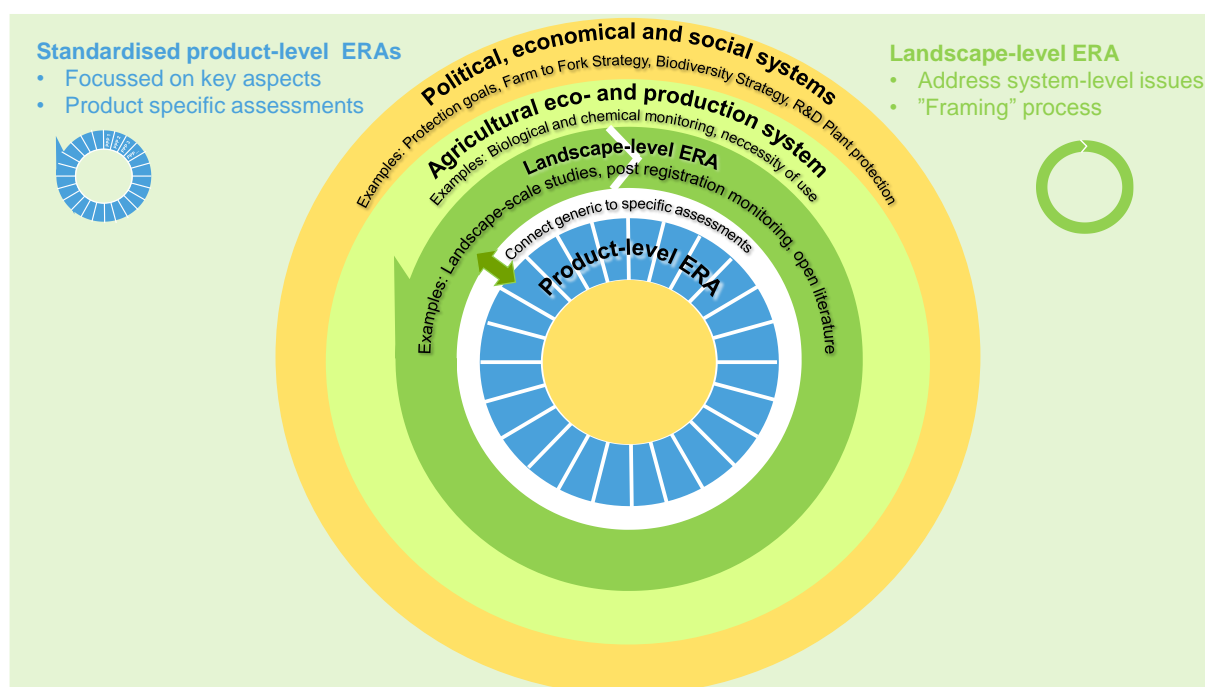 Standardised product-level ERAs
• Focussed on key aspects
• Product specific assessments
Landscape-level ERA
• Address system-level issues
• ”Framing” process
Political, economical and social systems
Examples: Protection goals, Farm to Fork Strategy, Biodiversity Strategy, R&D Plant protection
Agricultural eco- and production system
Examples: Biological and chemical monitoring, neccessity of use
Landscape-level ERA
Examples: Landscape-scale studies, post registration monitoring, open literature
Connect generic to specific assessments
Product-level ERA